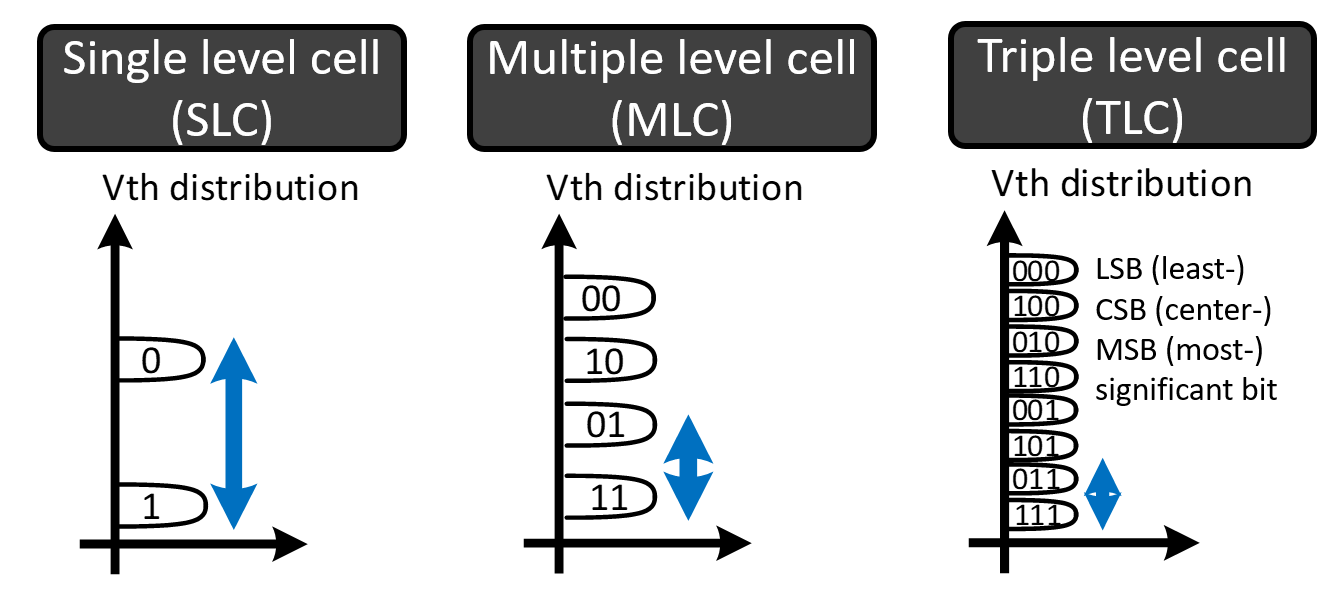 Single level cell
(SLC)
Vth distribution
0
1
Multiple level cell
(MLC)
Vth distribution
00
10
01
11
Triple level cell
(TLC)
Vth distribution
000
100
010
110
001
101
011
111
LSB (least-)
CSB (center-)
MSB (most-)
significant bit